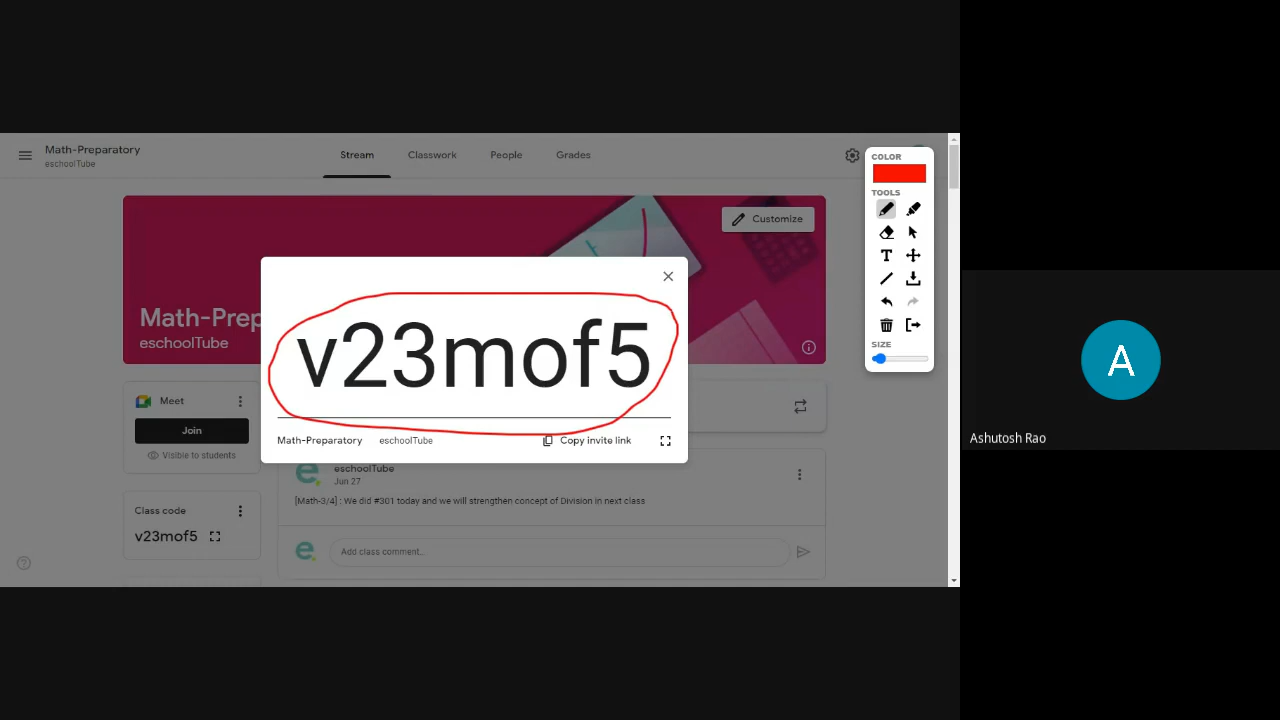 Math-Preparatory
eschoolTube
Stream
Classwork
People
Grades
COLOR
TOOLS
T
SIZE
Customize
Math-Prep
eschoolTube
v23mof5
Math-Preparatory
eschoolTube
Copy invite link
Meet
Join
Visible to students
Class code
v23mof5
eschoolTube
Jun 27
[Math-3/4] : We did #301 today and we will strengthen concept of Division in next class
Add class comment...
A
Ashutosh Rao